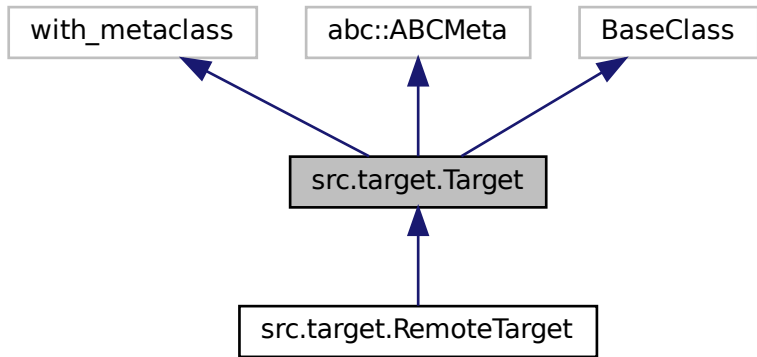 with_metaclass
abc::ABCMeta
BaseClass
src.target.Target
src.target.RemoteTarget